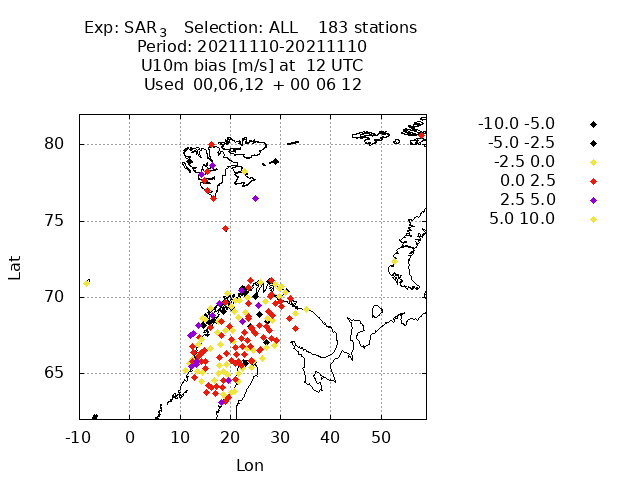 Exp: SAR3 Selection: ALL 183 stations
Period: 20211110-20211110
U10m bias [m/s] at 12 UTC
Used 00,06,12 + 00 06 12
-10.0 -5.0
-5.0 -2.5
-2.5 0.0
0.0 2.5
2.5 5.0
5.0 10.0
80
75
70
65
Lat
-10 0 10 20 30 40 50
Lon